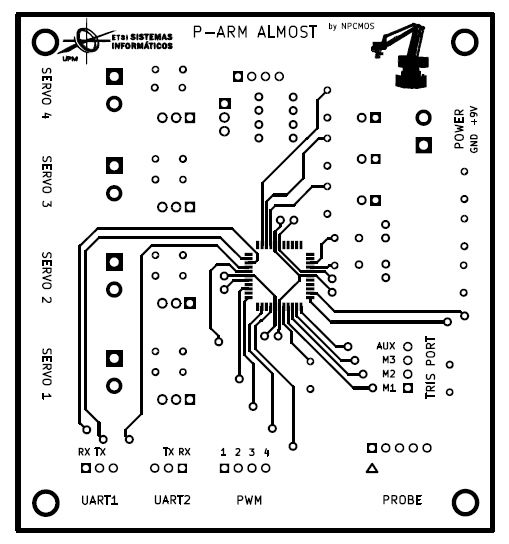 ETSI SISTEMAS
INFORMÁTICOS
UPM
P-ARM ALMOST
by NPCMOS
SERVO 4
SERVO 3
SERVO 2
SERVO 1
POWER
GND +9V
AUX
M3
M2
M1
TRIS PORT
RX TX
UART1
TX RX
UART2
1 2 3 4
PWM
PROBE